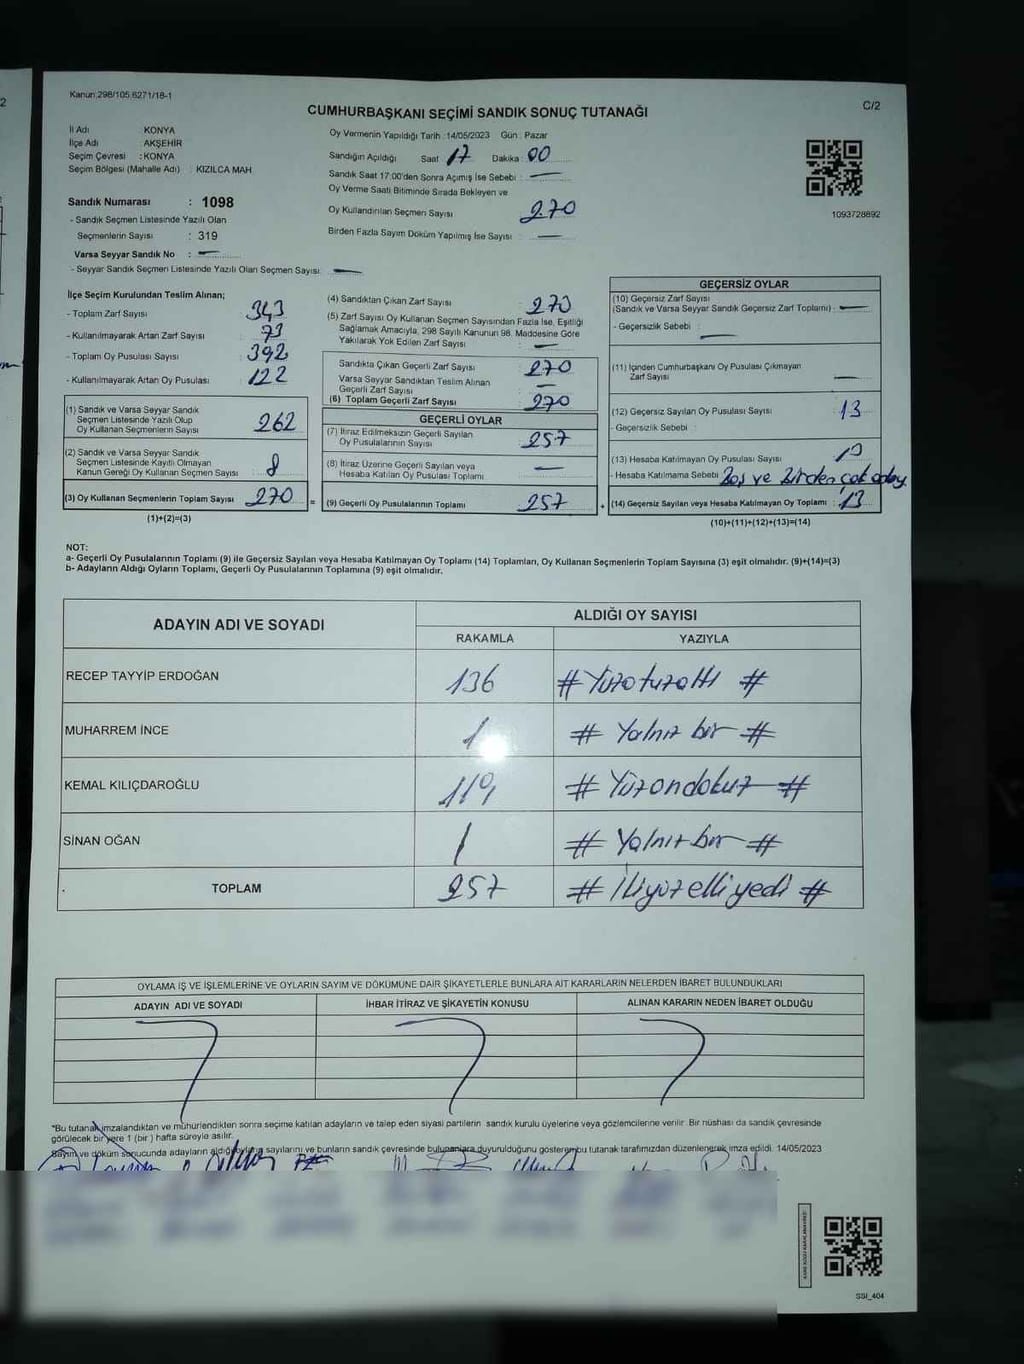 Kanun:298/105,6271/18-1
CUMHURBAŞKANI SEÇİMİ SANDIK SONUÇ TUTANAĞI
C/2
İl Adı KONYA
İlçe Adı : AKŞEHİR
Seçim Çevresi : KONYA
Seçim Bölgesi (Mahalle Adı) : KIZILCA MAH
Sandık Numarası : 1098
- Sandık Seçmen Listesinde Yazılı Olan
Seçmenlerin Sayısı : 319
Varsa Seyyar Sandık No : —
- Seyyar Sandık Seçmen Listesinde Yazılı Olan Seçmen Sayısı: —
Oy Vermenin Yapıldığı Tarih : 14/05/2023 Gün : Pazar
Sandığın Açıldığı Saat 17 Dakika : 00
Sandık Saat 17:00'den Sonra Açımış İse Sebebi : —
Oy Verme Saati Bitiminde Sırada Bekleyen ve
Oy Kullandırılan Seçmen Sayısı 270
Birden Fazla Sayım Döküm Yapılmış İse Sayısı : —
1093728892
İlçe Seçim Kurulundan Teslim Alınan;
- Toplam Zarf Sayısı 343
- Kullanılmayarak Artan Zarf Sayısı 73
- Toplam Oy Pusulası Sayısı 392
- Kullanılmayarak Artan Oy Pusulası 122
(1) Sandık ve Varsa Seyyar Sandık
Seçmen Listesinde Yazılı Olup
Oy Kullanan Seçmenlerin Sayısı 262
(2) Sandık ve Varsa Seyyar Sandık
Seçmen Listesinde Kayıtlı Olmayan
Kanun Gereği Oy Kullanan Seçmen Sayısı 8
(3) Oy Kullanan Seçmenlerin Toplam Sayısı 270 =
(1)+(2)=(3)
(4) Sandıktan Çıkan Zarf Sayısı 270
(5) Zarf Sayısı Oy Kullanan Seçmen Sayısından Fazla İse, Eşitliği
Sağlamak Amacıyla, 298 Sayılı Kanunun 98. Maddesine Göre
Yakılarak Yok Edilen Zarf Sayısı : —
Sandıkta Çıkan Geçerli Zarf Sayısı 270
Varsa Seyyar Sandıktan Teslim Alınan
Geçerli Zarf Sayısı —
(6) Toplam Geçerli Zarf Sayısı 270
GEÇERLİ OYLAR
(7) İtiraz Edilmeksizin Geçerli Sayılan
Oy Pusulalarının Sayısı 257
(8) İtiraz Üzerine Geçerli Sayılan veya
Hesaba Katılan Oy Pusulası Toplamı —
(9) Geçerli Oy Pusulalarının Toplamı 257 +
GEÇERSİZ OYLAR
(10) Geçersiz Zarf Sayısı
(Sandık ve Varsa Seyyar Sandık Geçersiz Zarf Toplamı) : —
- Geçersizlik Sebebi : —
(11) İçinden Cumhurbaşkanı Oy Pusulası Çıkmayan
Zarf Sayısı —
(12) Geçersiz Sayılan Oy Pusulası Sayısı 13
- Geçersizlik Sebebi :
(13) Hesaba Katılmayan Oy Pusulası Sayısı
- Hesaba Katılmama Sebebi Boş ve birden çok aday
(14) Geçersiz Sayılan veya Hesaba Katılmayan Oy Toplamı : 13
(10)+(11)+(12)+(13)=(14)
NOT:
a- Geçerli Oy Pusulalarının Toplamı (9) ile Geçersiz Sayılan veya Hesaba Katılmayan Oy Toplamı (14) Toplamları, Oy Kullanan Seçmenlerin Toplam Sayısına (3) eşit olmalıdır. (9)+(14)=(3)
b- Adayların Aldığı Oyların Toplamı, Geçerli Oy Pusulalarının Toplamına (9) eşit olmalıdır.
ADAYIN ADI VE SOYADI ALDIĞI OY SAYISI
RAKAMLA YAZIYLA
RECEP TAYYİP ERDOĞAN 136 # Yüzotuzaltı #
MUHARREM İNCE 1 # Yalnız bir #
KEMAL KILIÇDAROĞLU 119 # Yüzondokuz #
SİNAN OĞAN 1 # Yalnız bir #
TOPLAM 257 # İkiyüzelliyedi #
OYLAMA İŞ VE İŞLEMLERİNE VE OYLARIN SAYIM VE DÖKÜMÜNE DAİR ŞİKAYETLERLE BUNLARA AİT KARARLARIN NELERDEN İBARET BULUNDUKLARI
ADAYIN ADI VE SOYADI İHBAR İTİRAZ VE ŞİKAYETİN KONUSU ALINAN KARARIN NEDEN İBARET OLDUĞU
*Bu tutanak imzalandıktan ve mühürlendikten sonra seçime katılan adayların ve talep eden siyasi partilerin sandık kurulu üyelerine veya gözlemcilerine verilir. Bir nüshası da sandık çevresinde
görülecek bir yere 1 (bir ) hafta süreyle asılır.
Sayım ve döküm sonucunda adayların aldığı oyların sayılarını ve bunların sandık çevresinde bulunanlara duyurulduğunu gösteren bu tutanak tarafımızdan düzenlenerek imza edildi. 14/05/2023
SSI_404